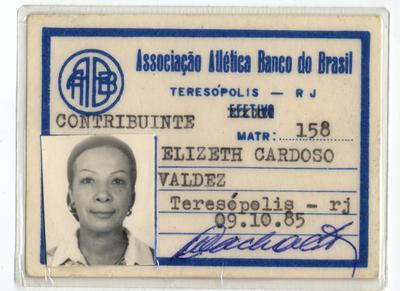 AABB
Associação Atlética Banco do Brasil
TERESÓPOLIS — RJ
EFETIVO
CONTRIBUINTE
MATR: 158
ELIZETH CARDOSO
VALDEZ
Teresópolis - rj
09.10.85